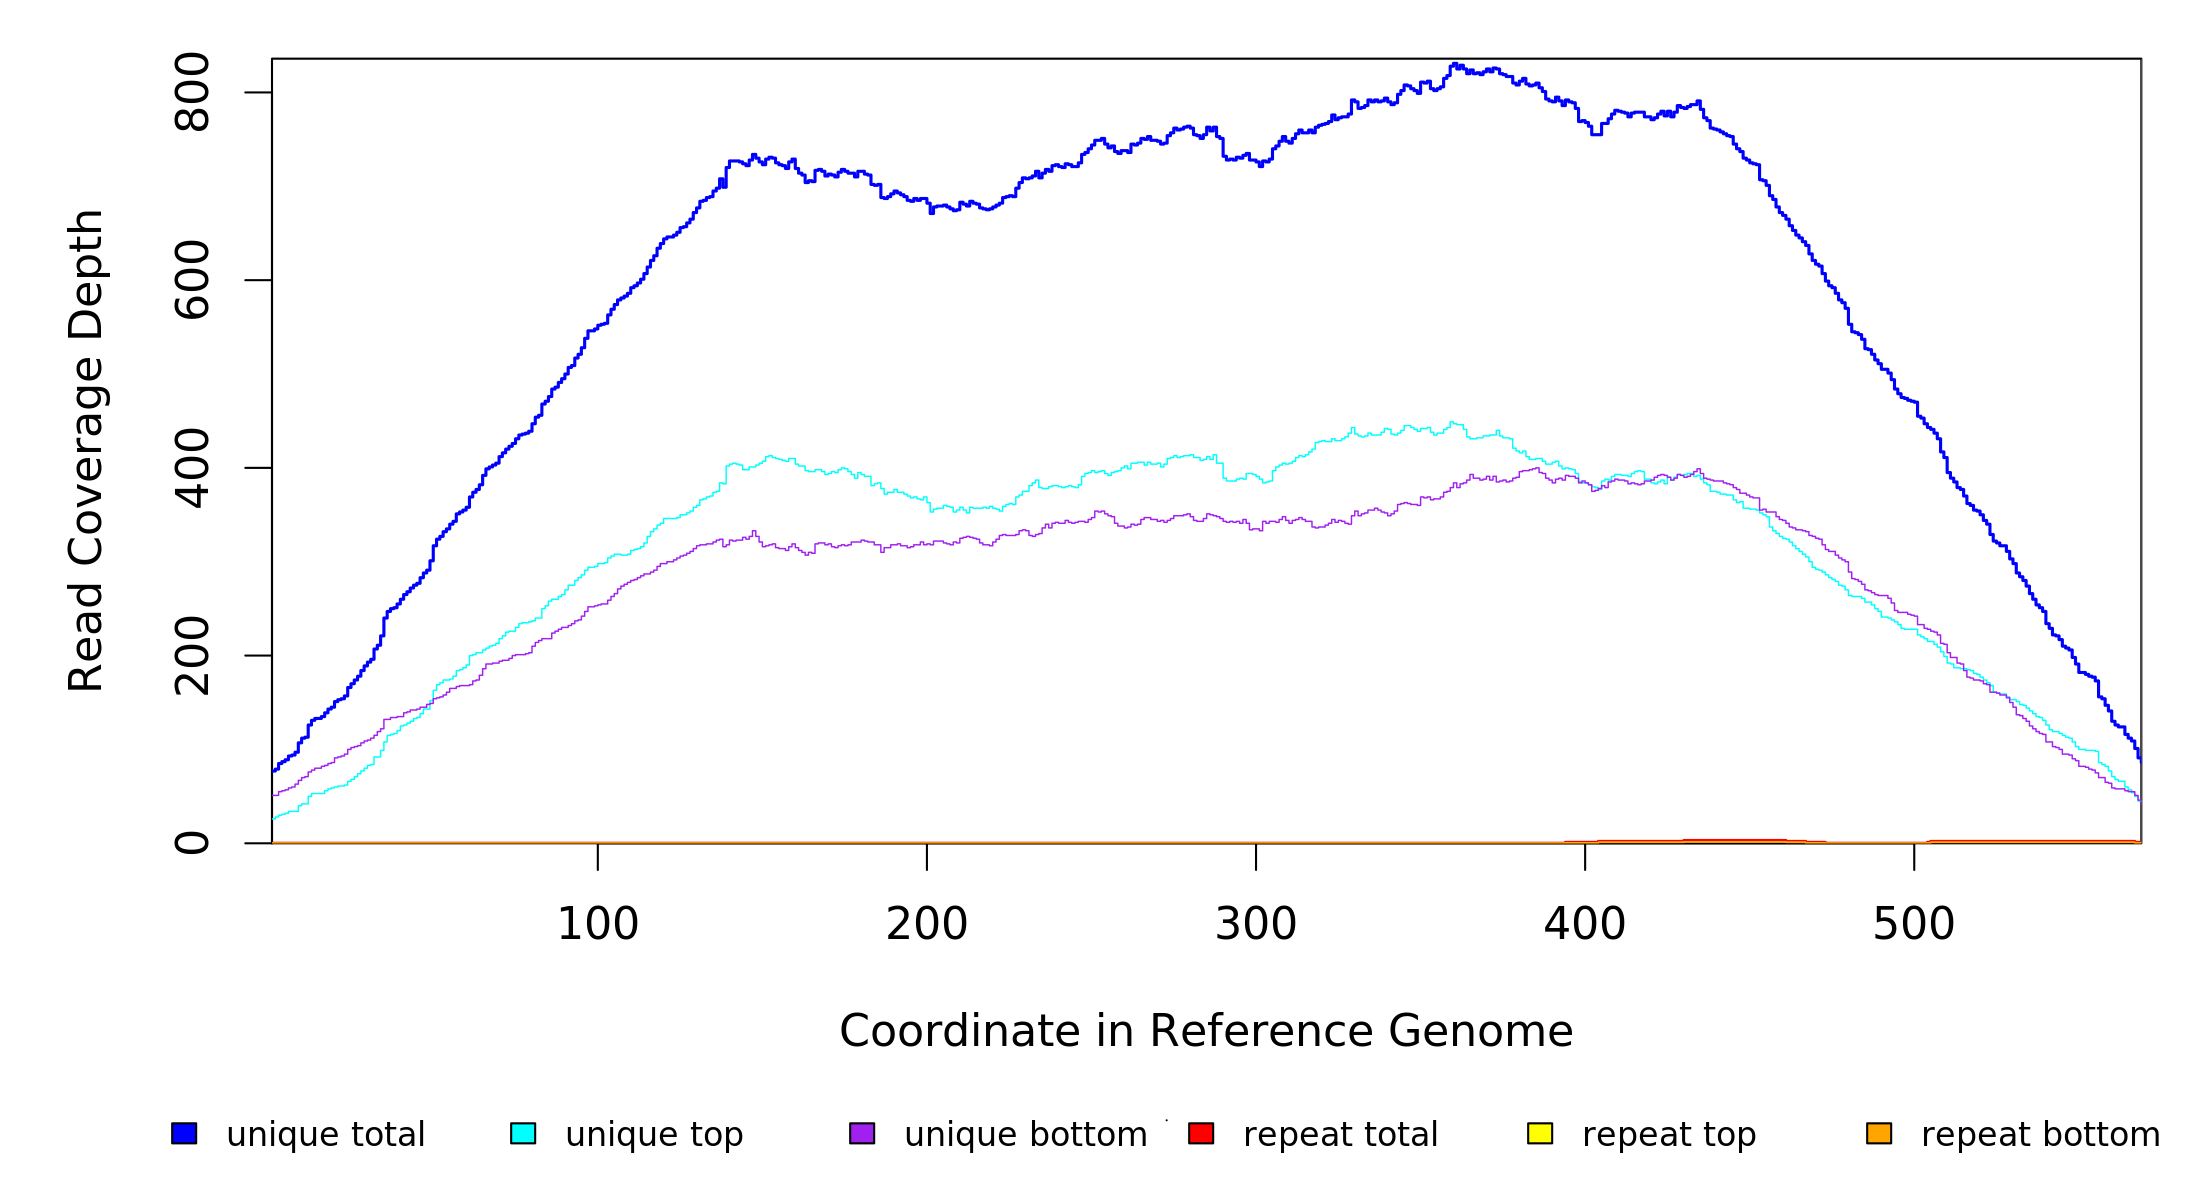 Read Coverage Depth
800
600
400
200
0
100 200 300 400 500
Coordinate in Reference Genome
unique total unique top unique bottom repeat total repeat top repeat bottom